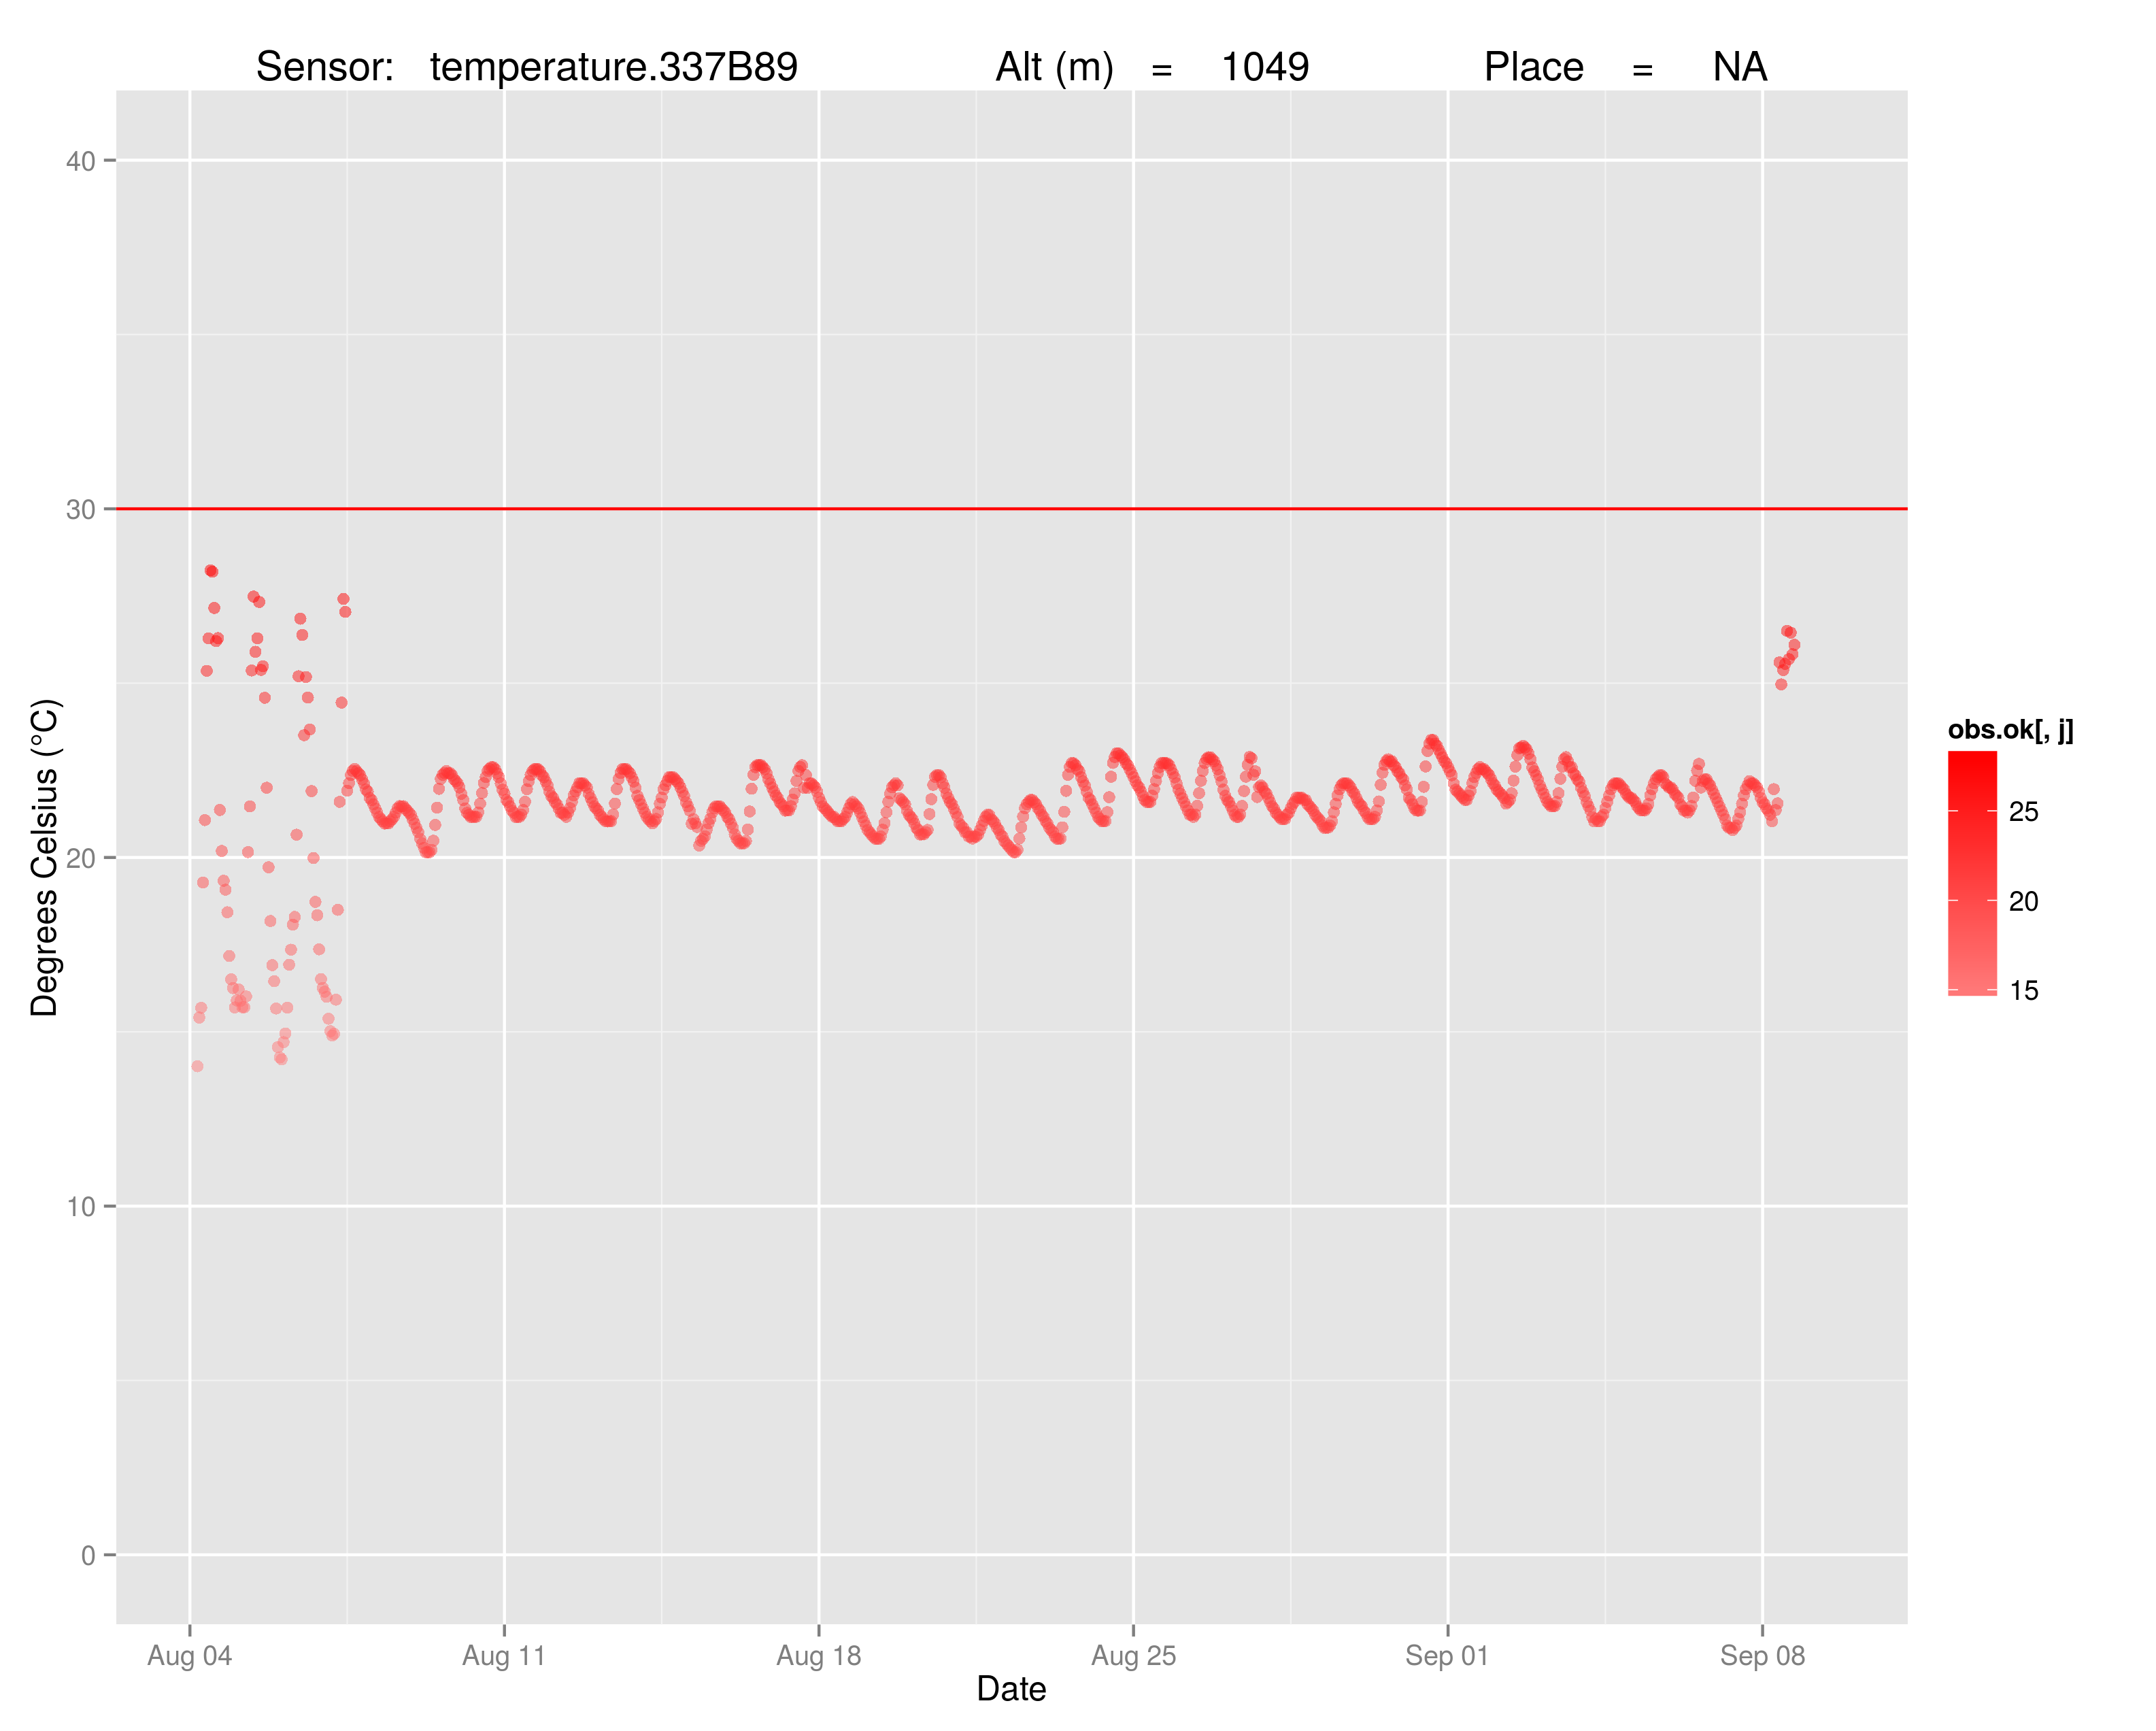 Sensor: temperature.337B89 Alt (m) = 1049 Place = NA
40
30
20
10
0
Degrees Celsius (°C)
Aug 04 Aug 11 Aug 18 Aug 25 Sep 01 Sep 08
Date
obs.ok[, j]
25
20
15